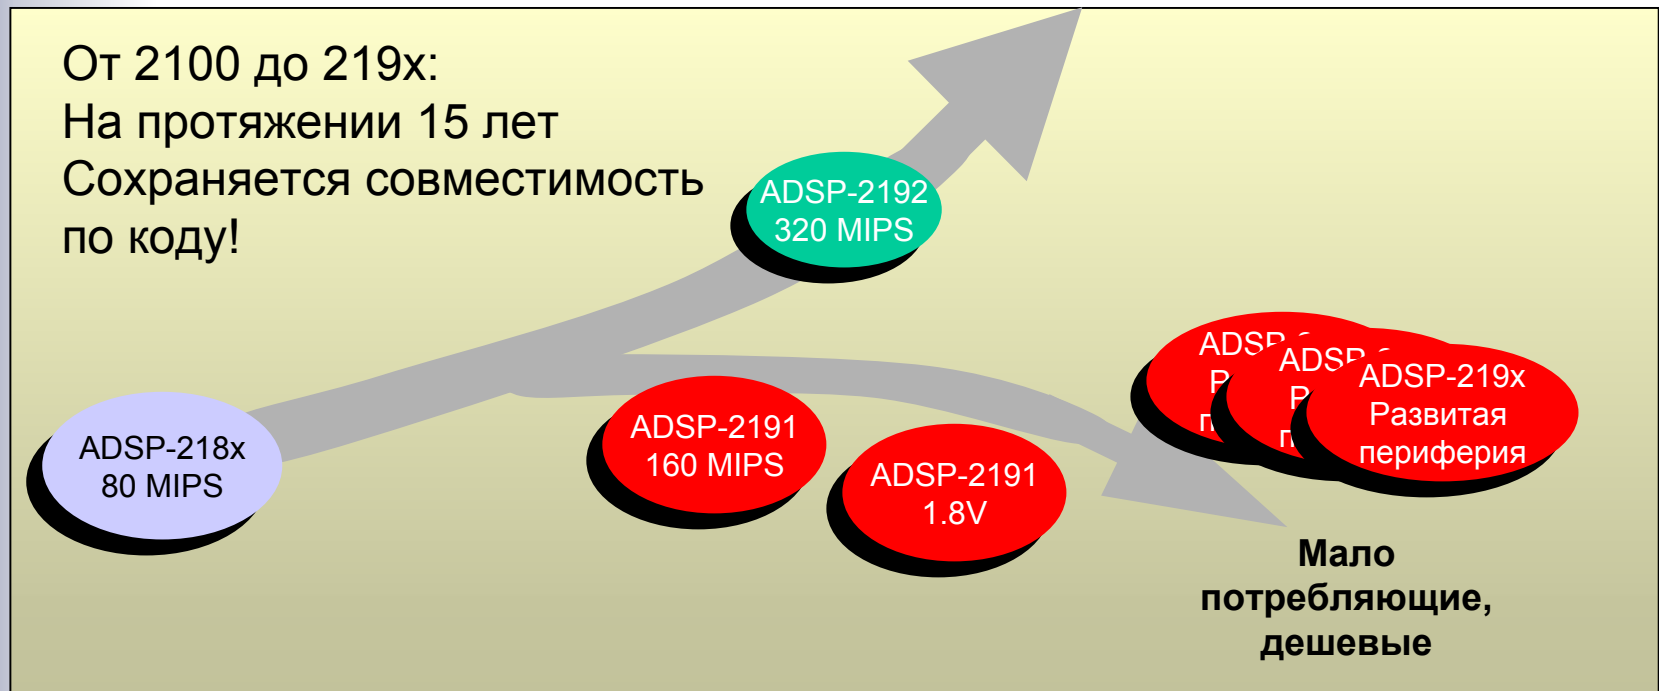 От 2100 до 219x:
На протяжении 15 лет
Сохраняется совместимость
по коду!
ADSP-2192
320 MIPS
ADSP-218x
80 MIPS
ADSP-2191
160 MIPS
ADSP-2191
1.8V
ADSP-219x
Развитая
периферия
Мало
потребляющие,
дешевые